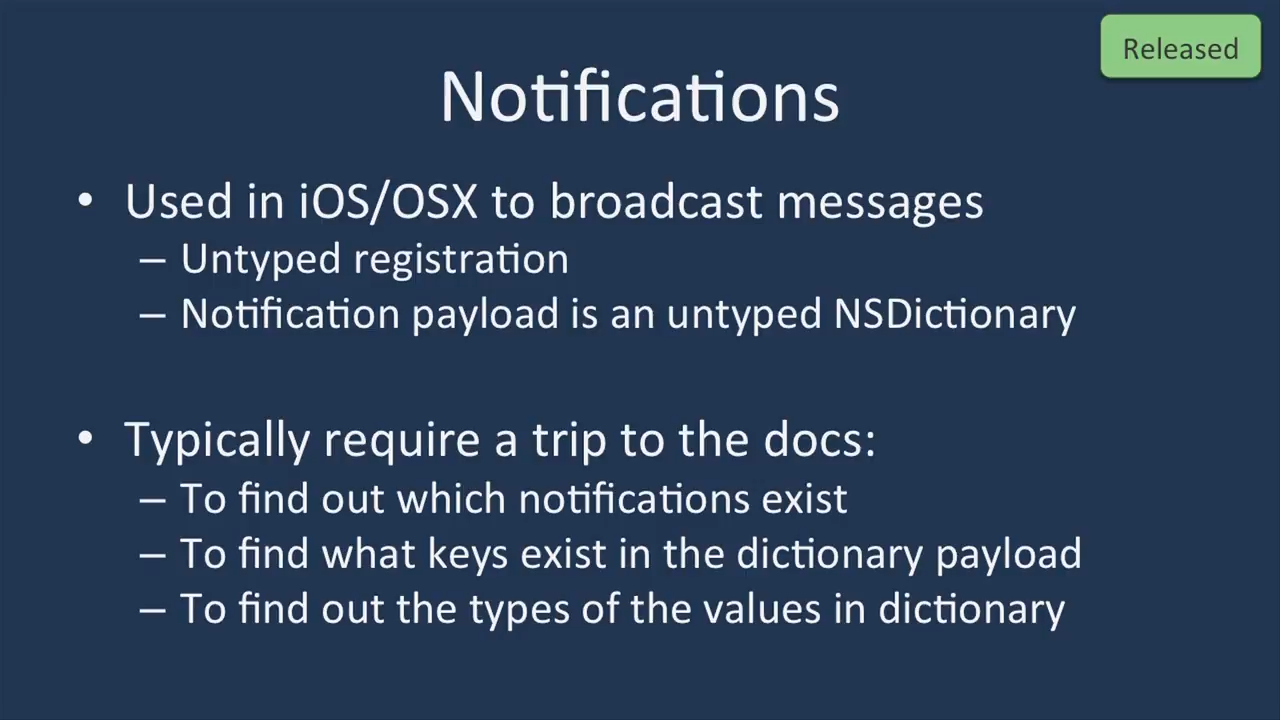 Released
Notifications
• Used in iOS/OSX to broadcast messages
– Untyped registration
– Notification payload is an untyped NSDictionary
• Typically require a trip to the docs:
– To find out which notifications exist
– To find what keys exist in the dictionary payload
– To find out the types of the values in dictionary